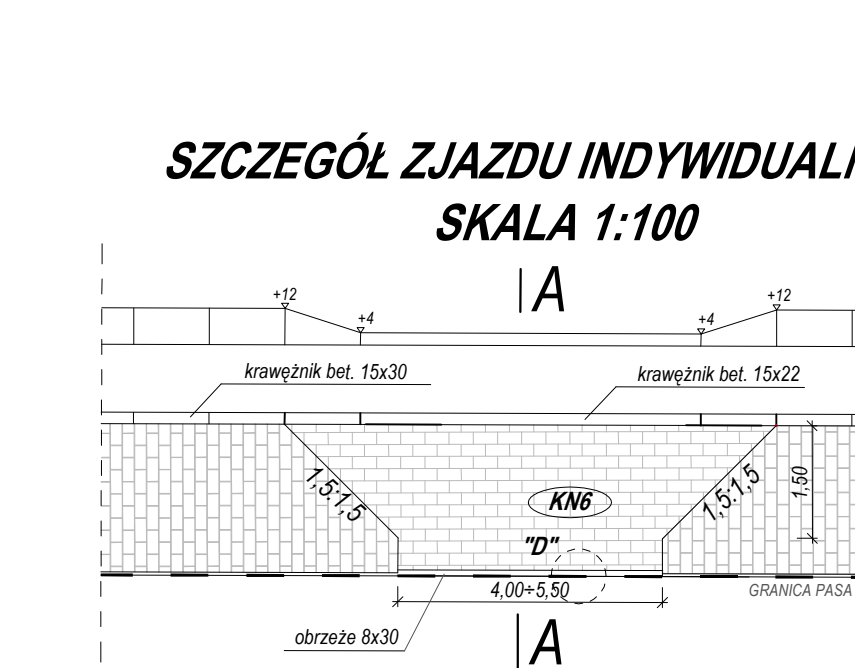 SZCZEGÓŁ ZJAZDU
SKALA 1:100
A
+12
+12
+4
+4
krawężnik bet. 15x30
krawężnik bet. 15x22
1,5:1,5
1,5:1,5
1,50
KN6
"D"
4,00÷5,50
GRANICA PASA
obrzeże 8x30
A